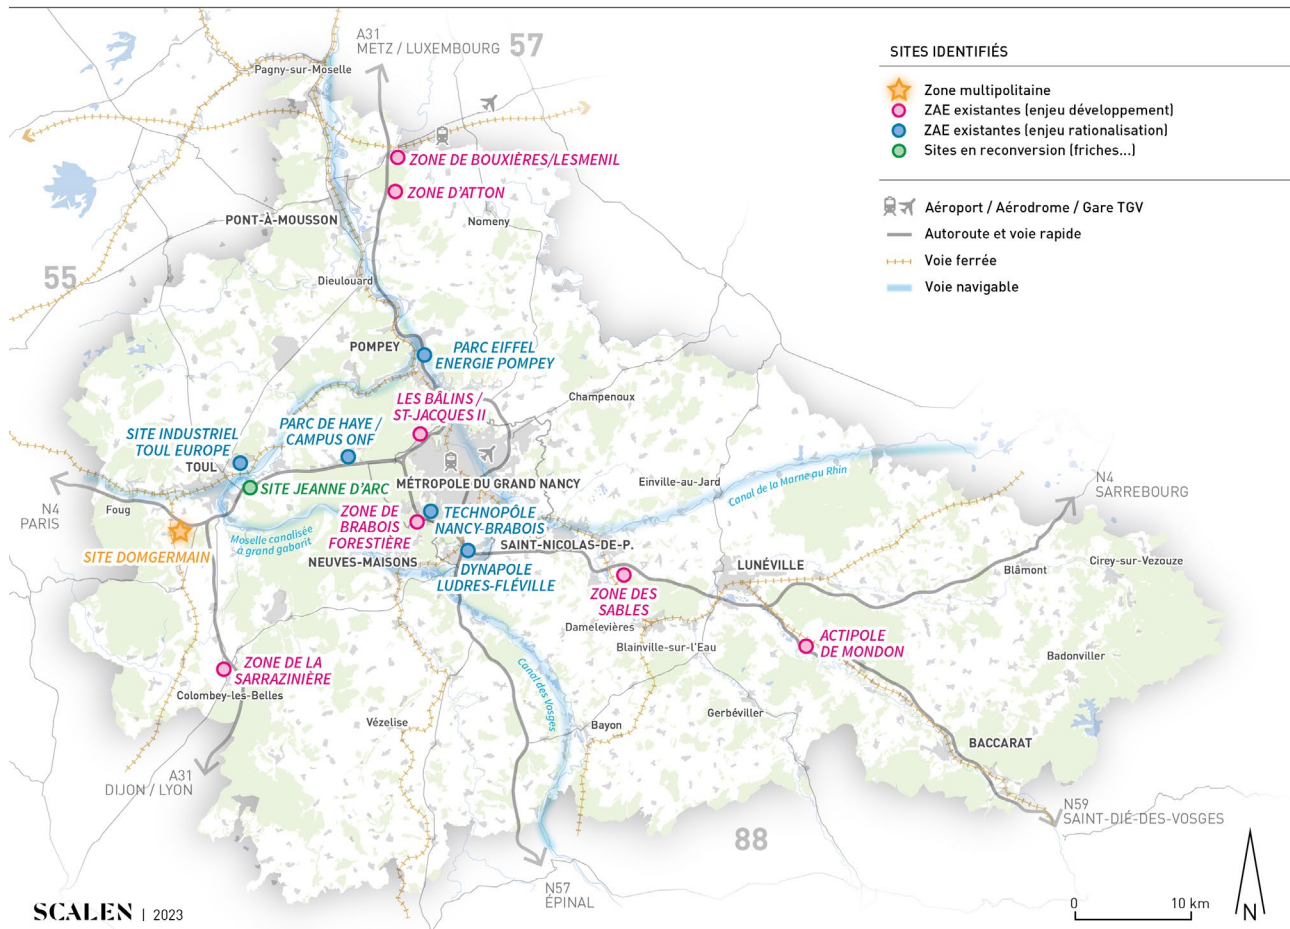 A31
METZ / LUXEMBOURG
57
Pagny-sur-Moselle
SITES IDENTIFIÉS
Zone multipolitaine
ZAE existantes (enjeu développement)
ZAE existantes (enjeu rationalisation)
Sites en reconversion (friches...)
Aéroport / Aérodrome / Gare TGV
Autoroute et voie rapide
Voie ferrée
Voie navigable
ZONE DE BOUXIÈRES/LESMENIL
ZONE D'ATTON
PONT-À-MOUSSON
Nomeny
55
Dieulouard
POMPEY
PARC EIFFEL
ENERGIE POMPEY
LES BÂLINS /
ST-JACQUES II
Champenoux
PARC DE HAYE /
CAMPUS ONF
SITE INDUSTRIEL
TOUL EUROPE
TOUL
SITE JEANNE D'ARC
MÉTROPOLE DU GRAND NANCY
Einville-au-Jard
Canal de la Marne au Rhin
N4
SARREBOURG
N4
PARIS
Foug
ZONE DE
BRABOIS
FORESTIÈRE
TECHNOPÔLE
NANCY-BRABOIS
Moselle canalisée
à grand gabarit
SITE DOMGERMAIN
NEUVES-MAISONS
SAINT-NICOLAS-DE-P.
DYNAPOLE
LUDRES-FLÉVILLE
LUNÉVILLE
Blâmont
Cirey-sur-Vezouze
ZONE DES
SABLES
Damelevières
Blainville-sur-l'Eau
ACTIPOLE
DE MONDON
Badonviller
ZONE DE LA
SARRAZINIÈRE
Colombey-les-Belles
Canal des Vosges
Vézelise
Bayon
Gerbéviller
BACCARAT
A31
DIJON / LYON
N59
SAINT-DIÉ-DES-VOSGES
88
N57
ÉPINAL
SCALEN | 2023
0 10 km
N